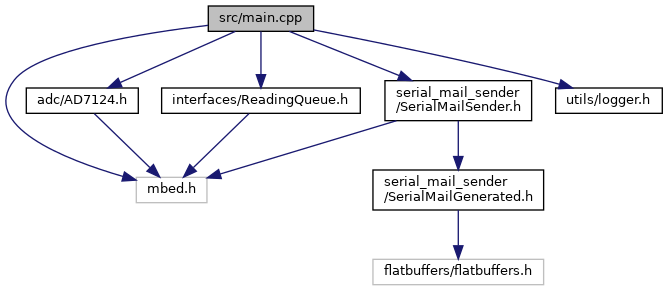 src/main.cpp
adc/AD7124.h
interfaces/ReadingQueue.h
serial_mail_sender
/SerialMailSender.h
utils/logger.h
mbed.h
serial_mail_sender
/SerialMailGenerated.h
flatbuffers/flatbuffers.h